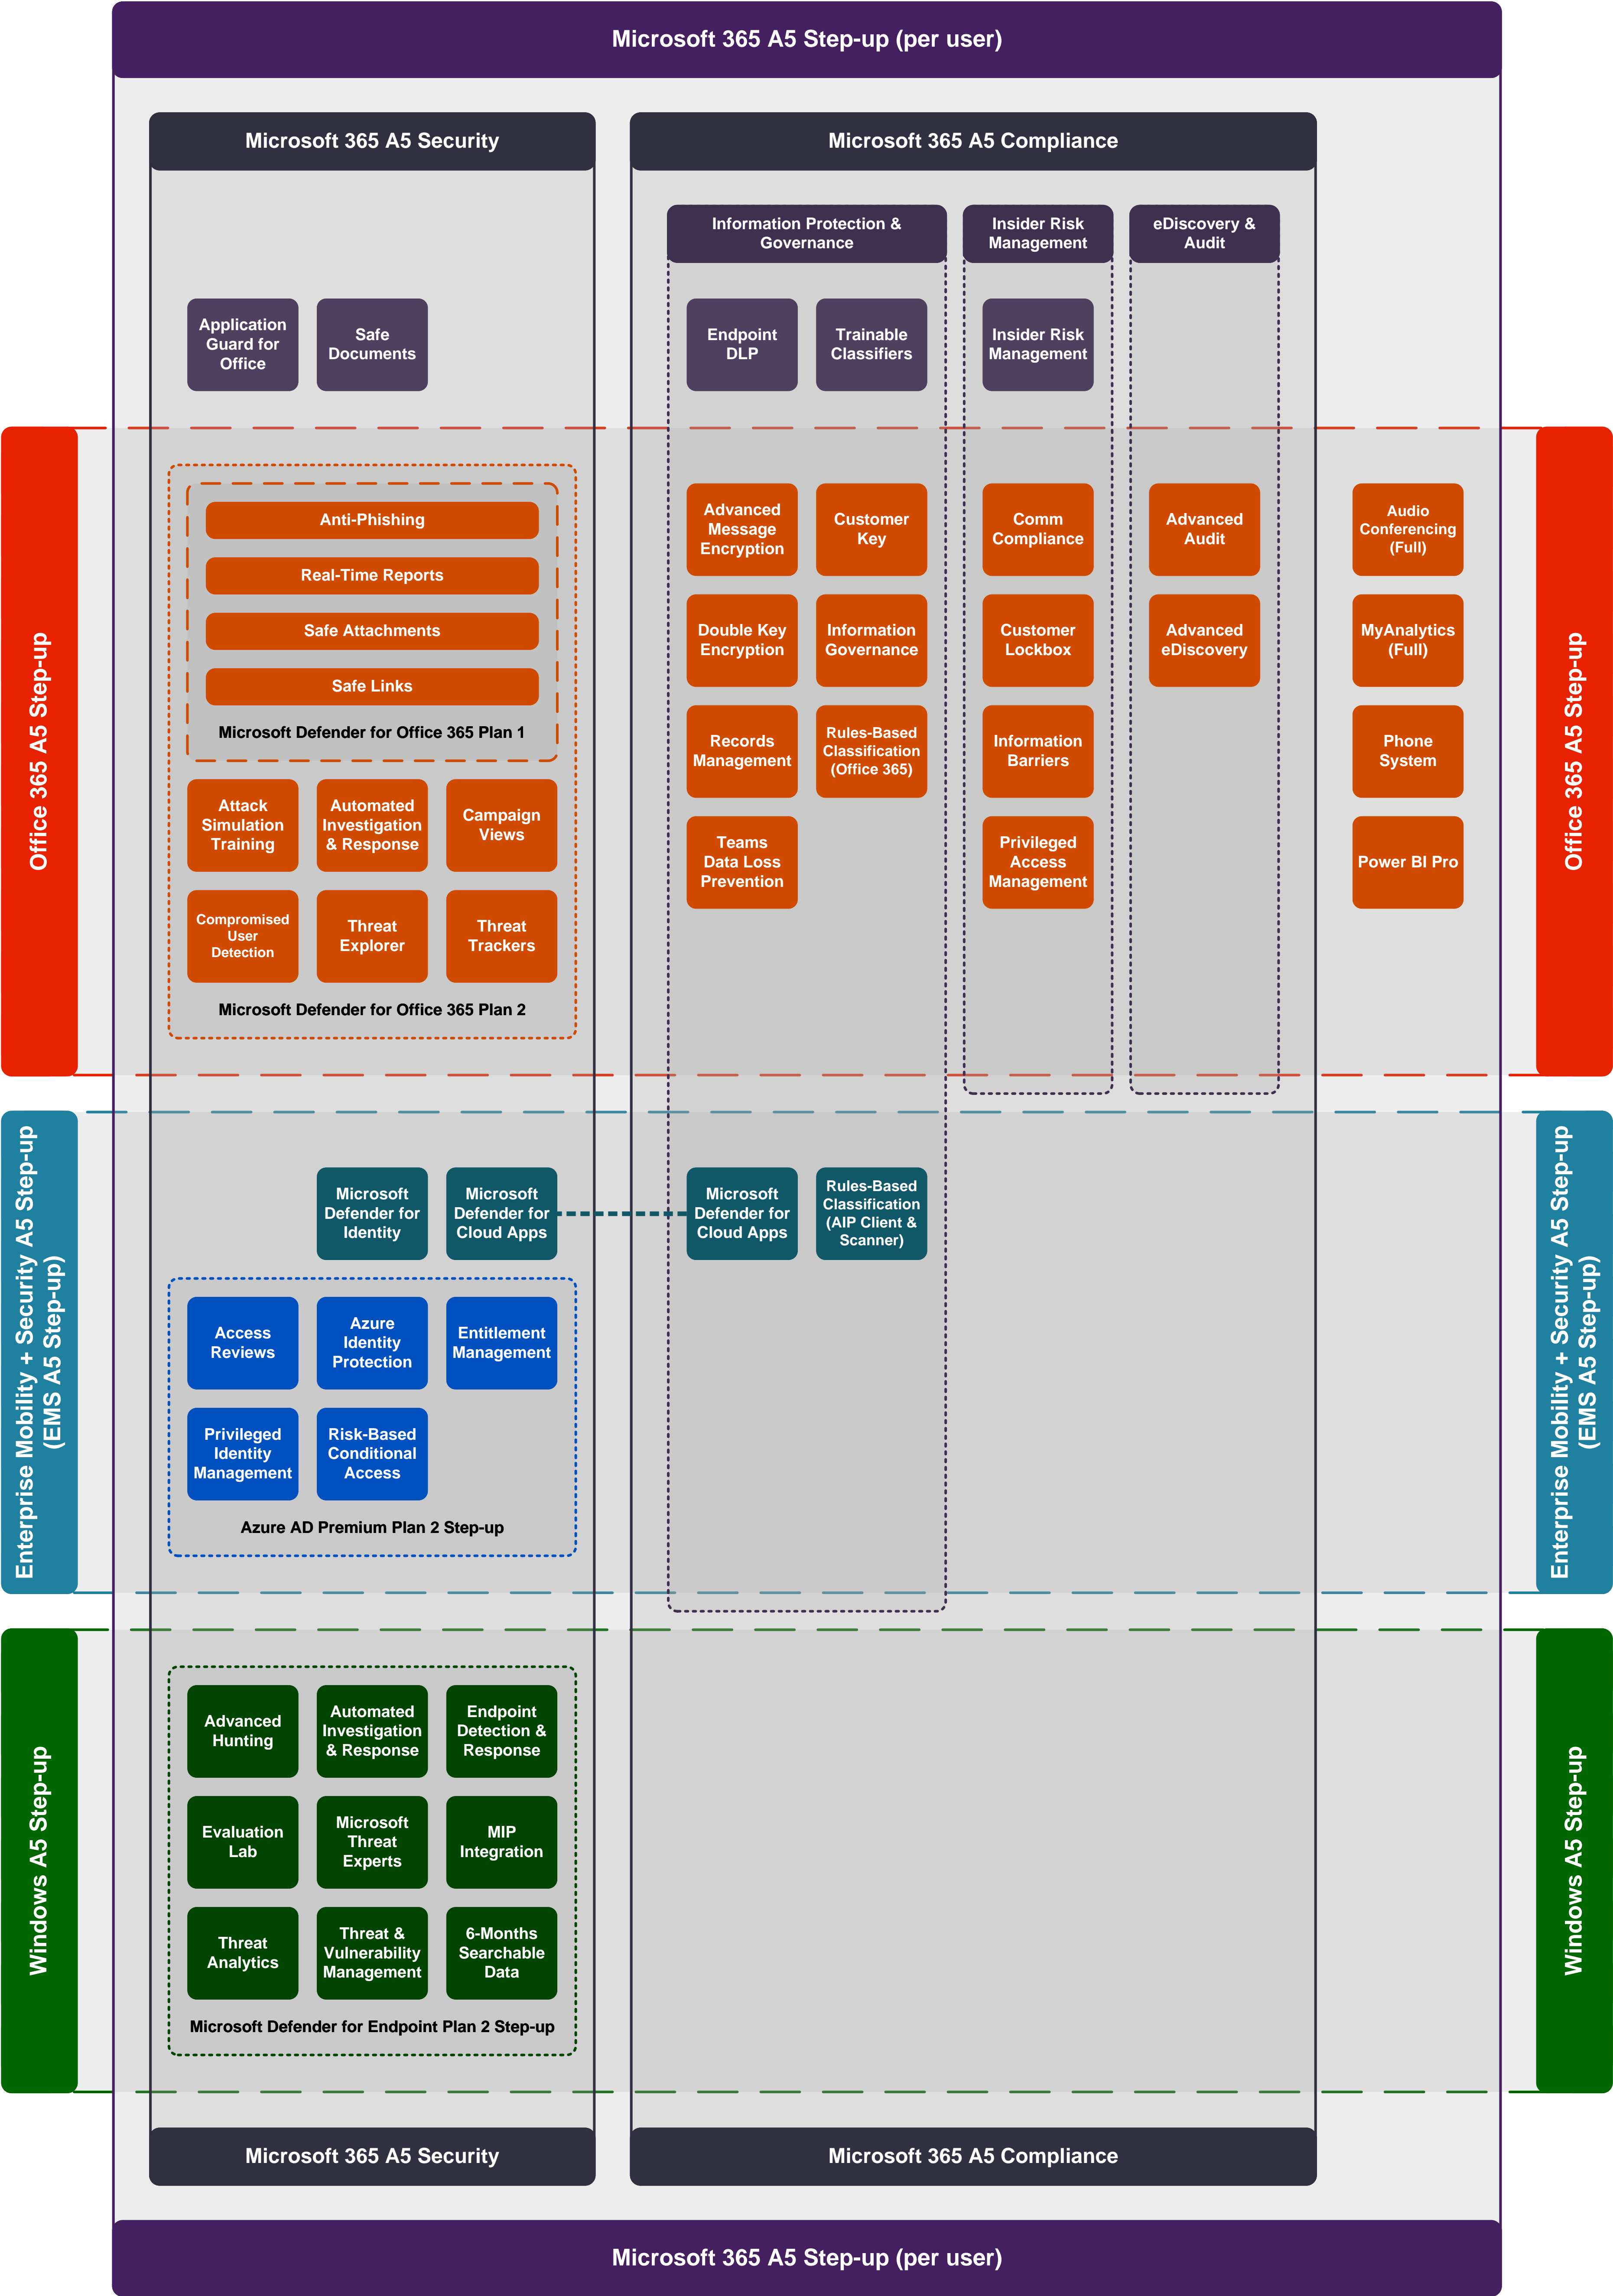 Microsoft 365 A5 Step-up (per user)
Microsoft 365 A5 Security
Microsoft 365 A5 Compliance
Information Protection &
Governance
Insider Risk
Management
eDiscovery &
Audit
Application
Guard for
Office
Safe
Documents
Endpoint
DLP
Trainable
Classifiers
Insider Risk
Management
Office 365 A5 Step-up
Anti-Phishing
Real-Time Reports
Safe Attachments
Safe Links
Microsoft Defender for Office 365 Plan 1
Attack
Simulation
Training
Automated
Investigation
& Response
Campaign
Views
Compromised
User
Detection
Threat
Explorer
Threat
Trackers
Microsoft Defender for Office 365 Plan 2
Advanced
Message
Encryption
Customer
Key
Double Key
Encryption
Information
Governance
Records
Management
Rules-Based
Classification
(Office 365)
Teams
Data Loss
Prevention
Comm
Compliance
Customer
Lockbox
Information
Barriers
Privileged
Access
Management
Advanced
Audit
Advanced
eDiscovery
Audio
Conferencing
(Full)
MyAnalytics
(Full)
Phone
System
Power BI Pro
Office 365 A5 Step-up
Enterprise Mobility + Security A5 Step-up
(EMS A5 Step-up)
Microsoft
Defender for
Identity
Microsoft
Defender for
Cloud Apps
Microsoft
Defender for
Cloud Apps
Rules-Based
Classification
(AIP Client &
Scanner)
Access
Reviews
Azure
Identity
Protection
Entitlement
Management
Privileged
Identity
Management
Risk-Based
Conditional
Access
Azure AD Premium Plan 2 Step-up
Enterprise Mobility + Security A5 Step-up
(EMS A5 Step-up)
Windows A5 Step-up
Advanced
Hunting
Automated
Investigation
& Response
Endpoint
Detection &
Response
Evaluation
Lab
Microsoft
Threat
Experts
MIP
Integration
Threat
Analytics
Threat &
Vulnerability
Management
6-Months
Searchable
Data
Microsoft Defender for Endpoint Plan 2 Step-up
Windows A5 Step-up
Microsoft 365 A5 Security
Microsoft 365 A5 Compliance
Microsoft 365 A5 Step-up (per user)